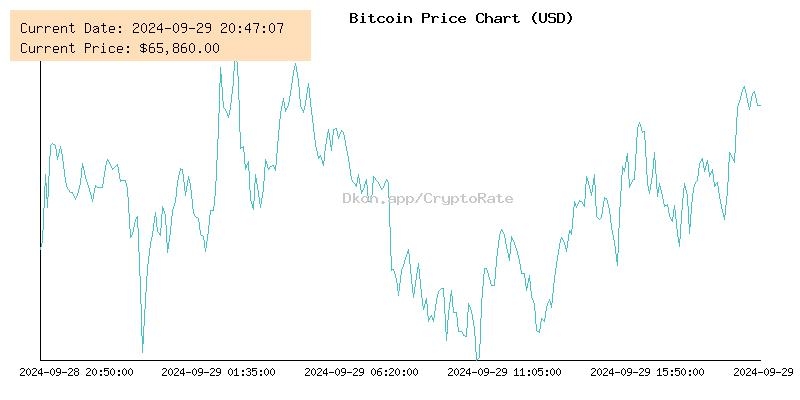 Bitcoin Price Chart (USD)
Current Date: 2024-09-29 20:47:07
Current Price: $65,860.00
Dkon.app/CryptoRate
2024-09-28 20:50:00
2024-09-29 01:35:00
2024-09-29 06:20:00
2024-09-29 11:05:00
2024-09-29 15:50:00
2024-09-29